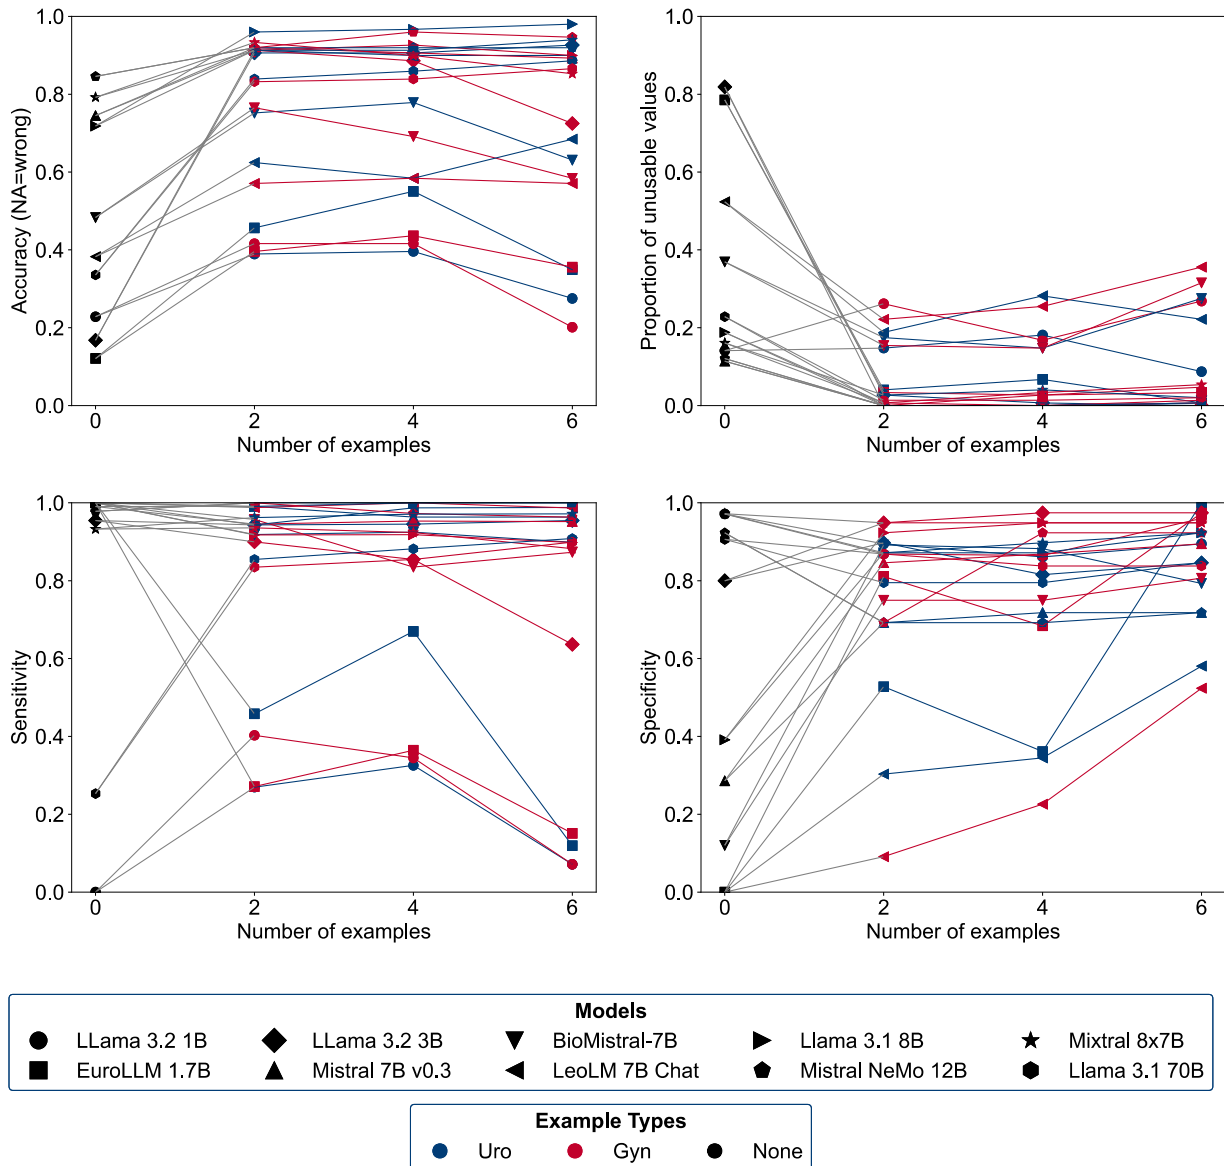 Accuracy (NA=wrong)
1.0
0.8
0.6
0.4
0.2
0.0
0 2 4 6
Number of examples
Proportion of unusable values
1.0
0.8
0.6
0.4
0.2
0.0
0 2 4 6
Number of examples
Sensitivity
1.0
0.8
0.6
0.4
0.2
0.0
0 2 4 6
Number of examples
Specificity
1.0
0.8
0.6
0.4
0.2
0.0
0 2 4 6
Number of examples
Models
LLama 3.2 1B LLama 3.2 3B BioMistral-7B Llama 3.1 8B Mixtral 8x7B
EuroLLM 1.7B Mistral 7B v0.3 LeoLM 7B Chat Mistral NeMo 12B Llama 3.1 70B
Example Types
Uro Gyn None